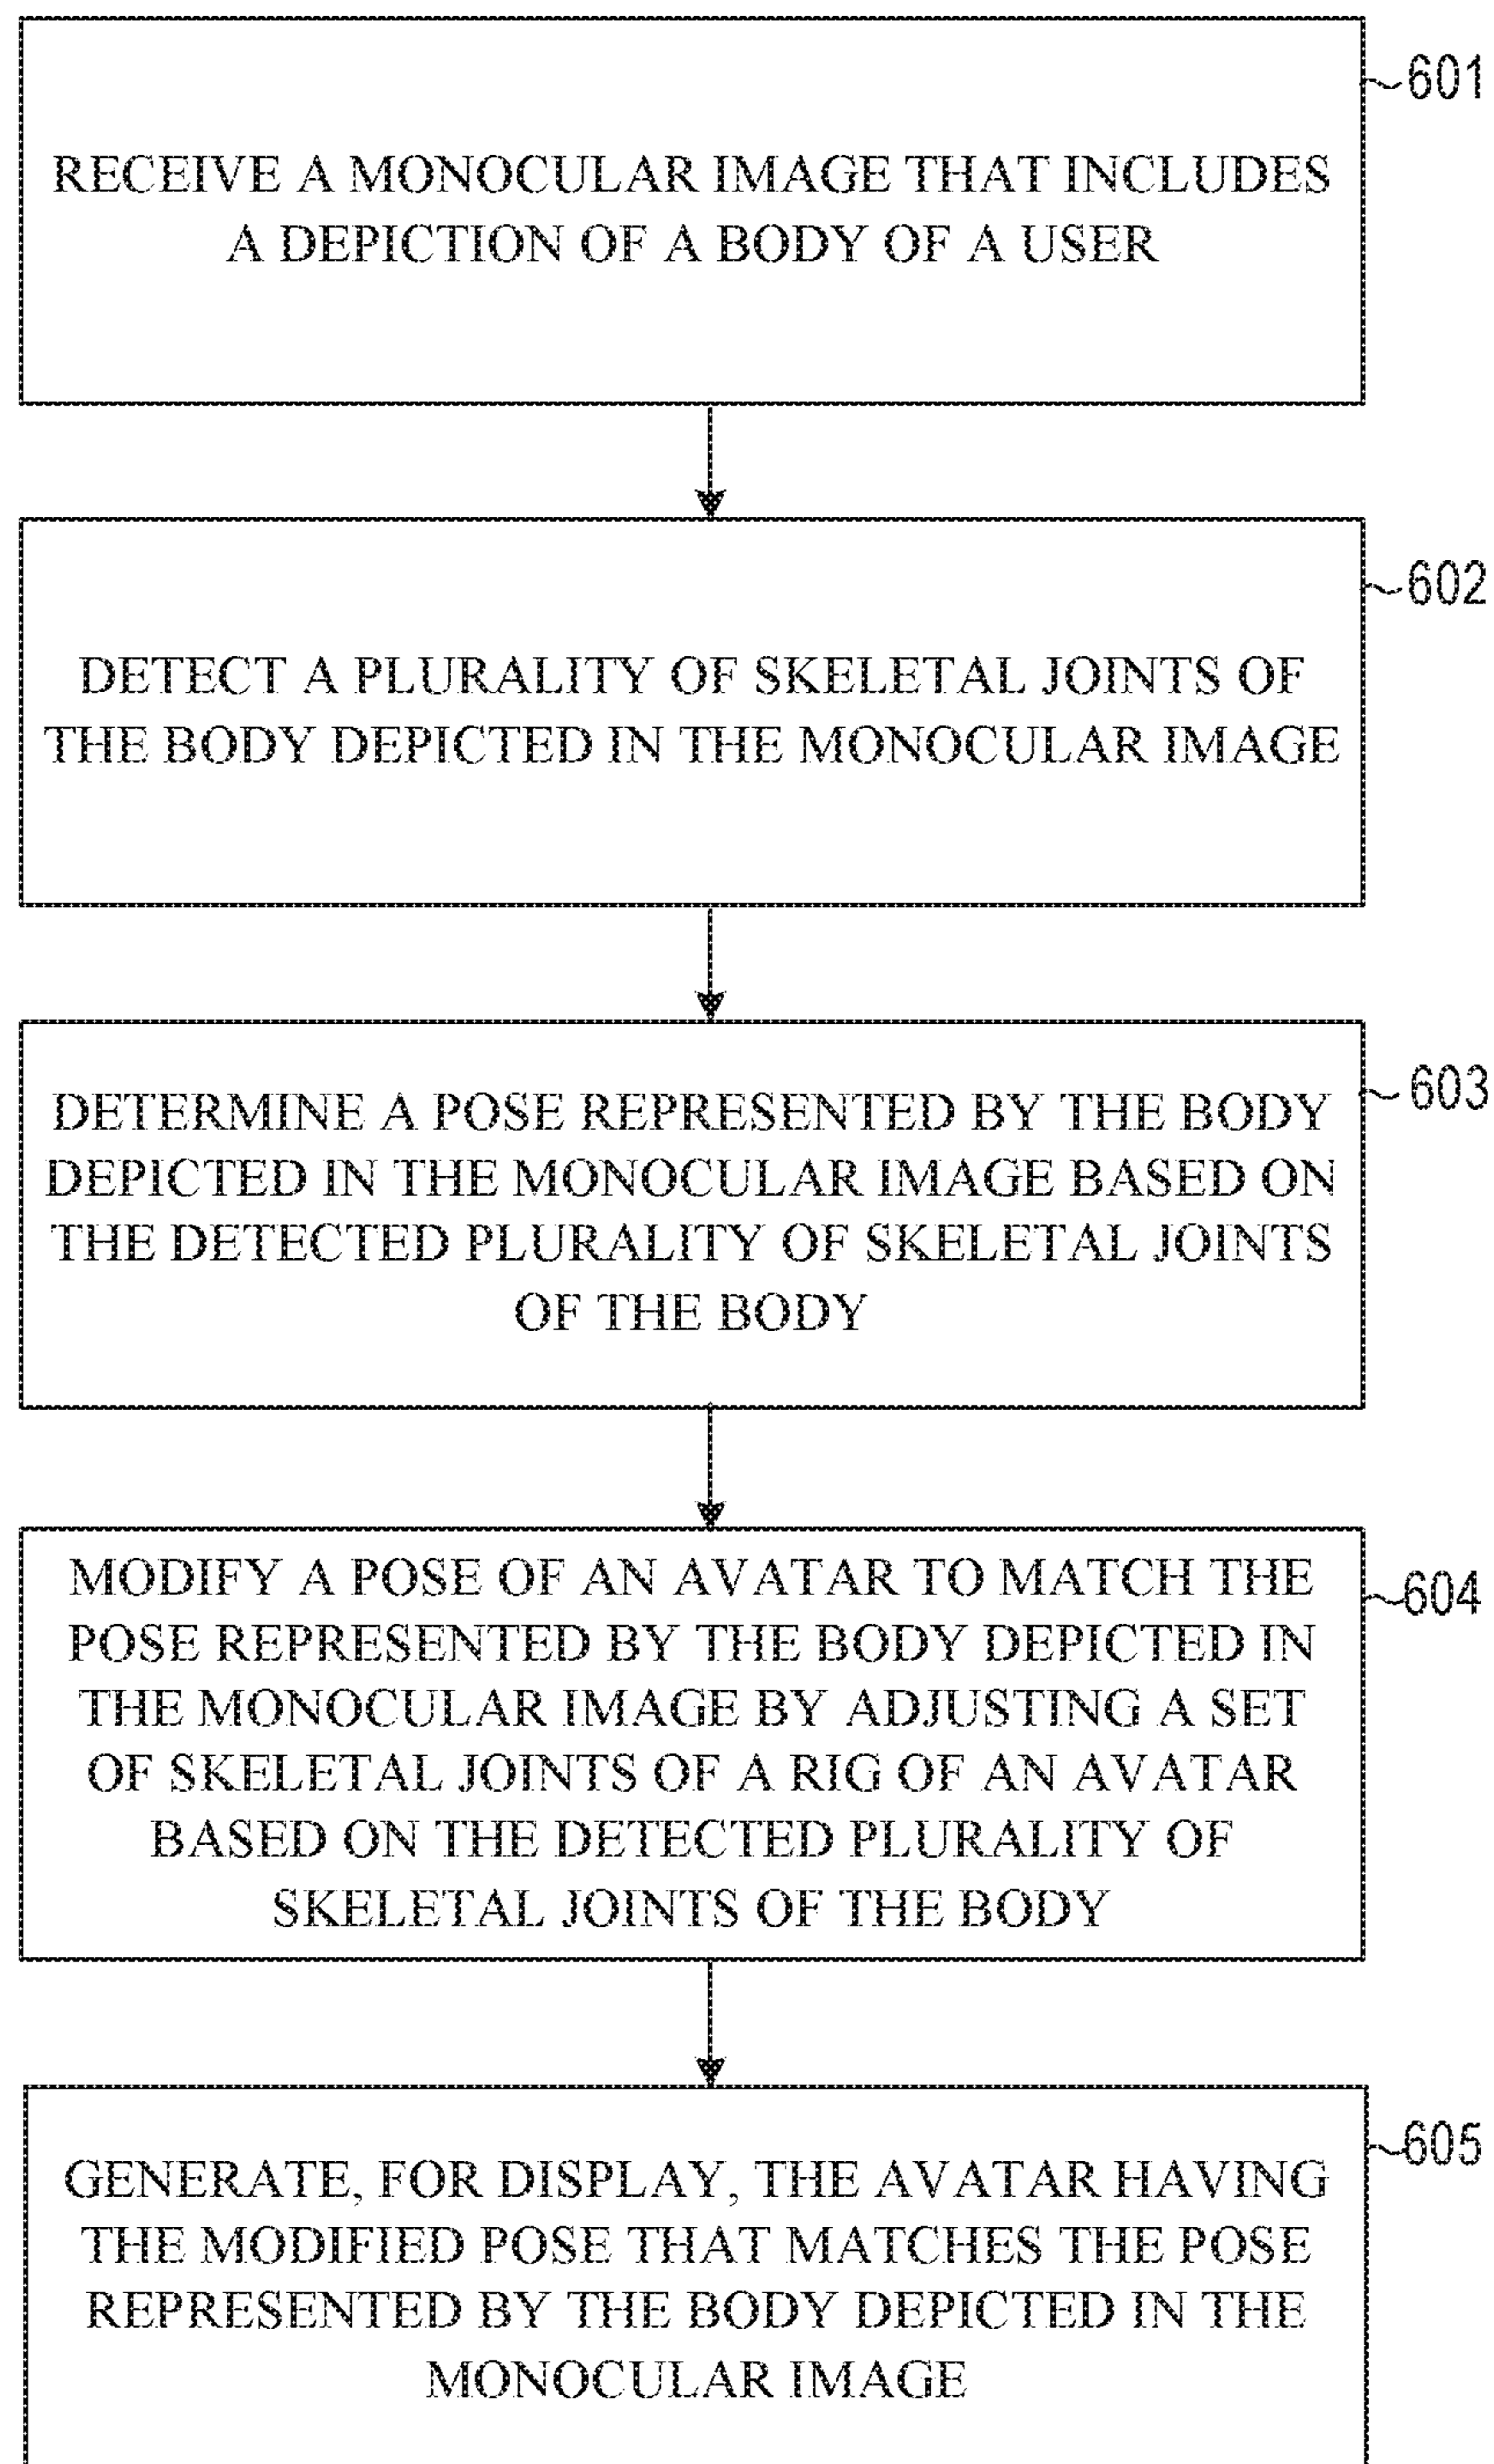 601
RECEIVE A MONOCULAR IMAGE THAT INCLUDES
A DEPICTION OF A BODY OF A USER
602
DETECT A PLURALITY OF SKELETAL JOINTS OF
THE BODY DEPICTED IN THE MONOCULAR IMAGE
603
DETERMINE A POSE REPRESENTED BY THE BODY
DEPICTED IN THE MONOCULAR IMAGE BASED ON
THE DETECTED PLURALITY OF SKELETAL JOINTS
OF THE BODY
604
MODIFY A POSE OF AN AVATAR TO MATCH THE
POSE REPRESENTED BY THE BODY DEPICTED IN
THE MONOCULAR IMAGE BY ADJUSTING A SET
OF SKELETAL JOINTS OF A RIG OF AN AVATAR
BASED ON THE DETECTED PLURALITY OF
SKELETAL JOINTS OF THE BODY
605
GENERATE, FOR DISPLAY, THE AVATAR HAVING
THE MODIFIED POSE THAT MATCHES THE POSE
REPRESENTED BY THE BODY DEPICTED IN THE
MONOCULAR IMAGE